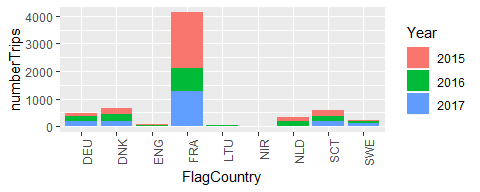 numberTrips
4000
3000
1000
0
DEU
DNK
ENG
FRA
LTU
NIR
NLD
SCT
SWE
FlagCountry
Year
2015
2016
2017